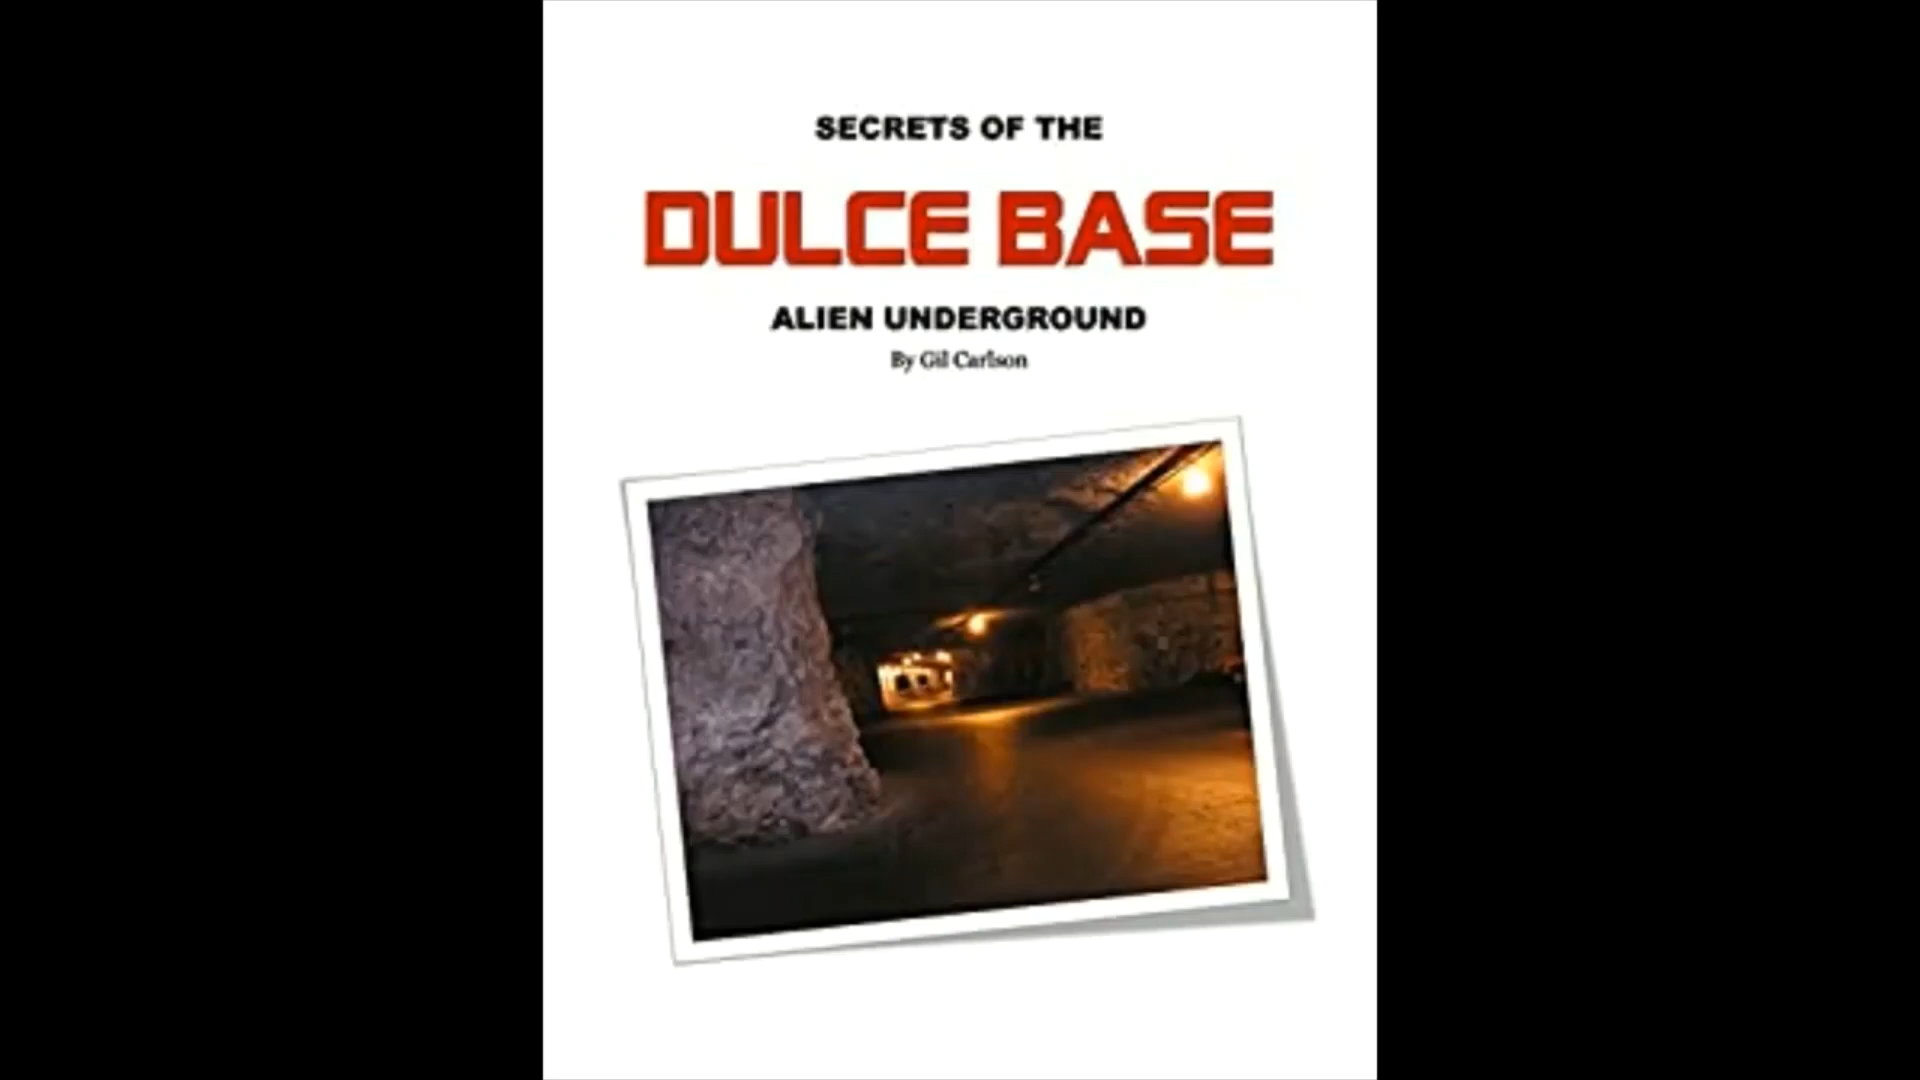 SECRETS OF THE
DULCE BASE
ALIEN UNDERGROUND
By Gil Carlson